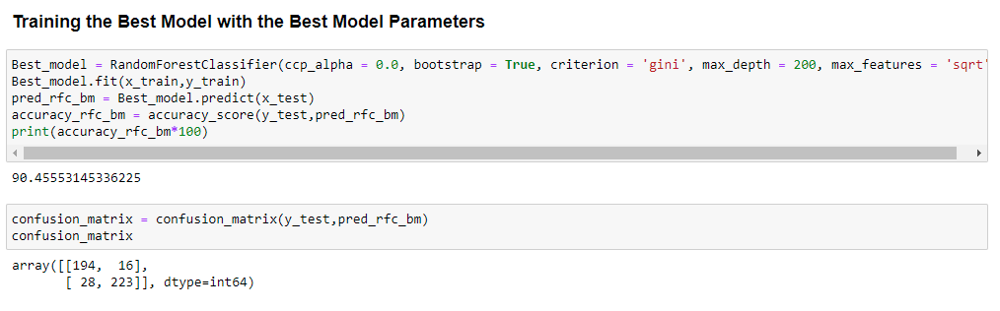 Training the Best Model with the Best Model Parameters
Best_model = RandomForestClassifier(ccp_alpha = 0.0, bootstrap = True, criterion = 'gini', max_depth = 200, max_features = 'sqrt'
Best_model.fit(x_train,y_train)
pred_rfc_bm = Best_model.predict(x_test)
accuracy_rfc_bm = accuracy_score(y_test,pred_rfc_bm)
print(accuracy_rfc_bm*100)
90.45553145336225
confusion_matrix = confusion_matrix(y_test,pred_rfc_bm)
confusion_matrix
array([[194,  16],
       [ 28, 223]], dtype=int64)